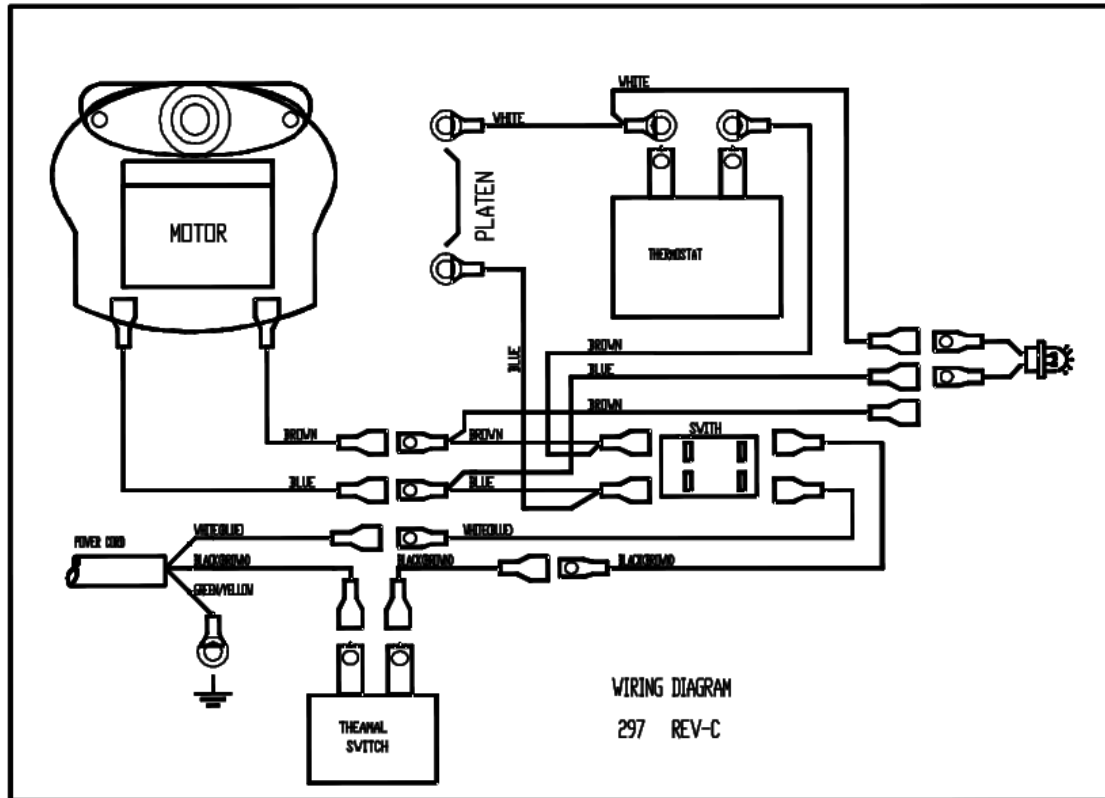 WHITE
WHITE
PLATEN
MOTOR
THERMOSTAT
BROWN
BLUE
BLUE
BROWN
SWITH
BROWN
BROWN
BLUE
BLUE
WHITE(BLUE)
WHITE(BLUE)
POWER CORD
BLACK(BROWN)
BLACK(BROWN)
BLACK(BROWN)
GREEN/YELLOW
THEAMAL
SWITCH
WIRING DIAGRAM
297 REV-C